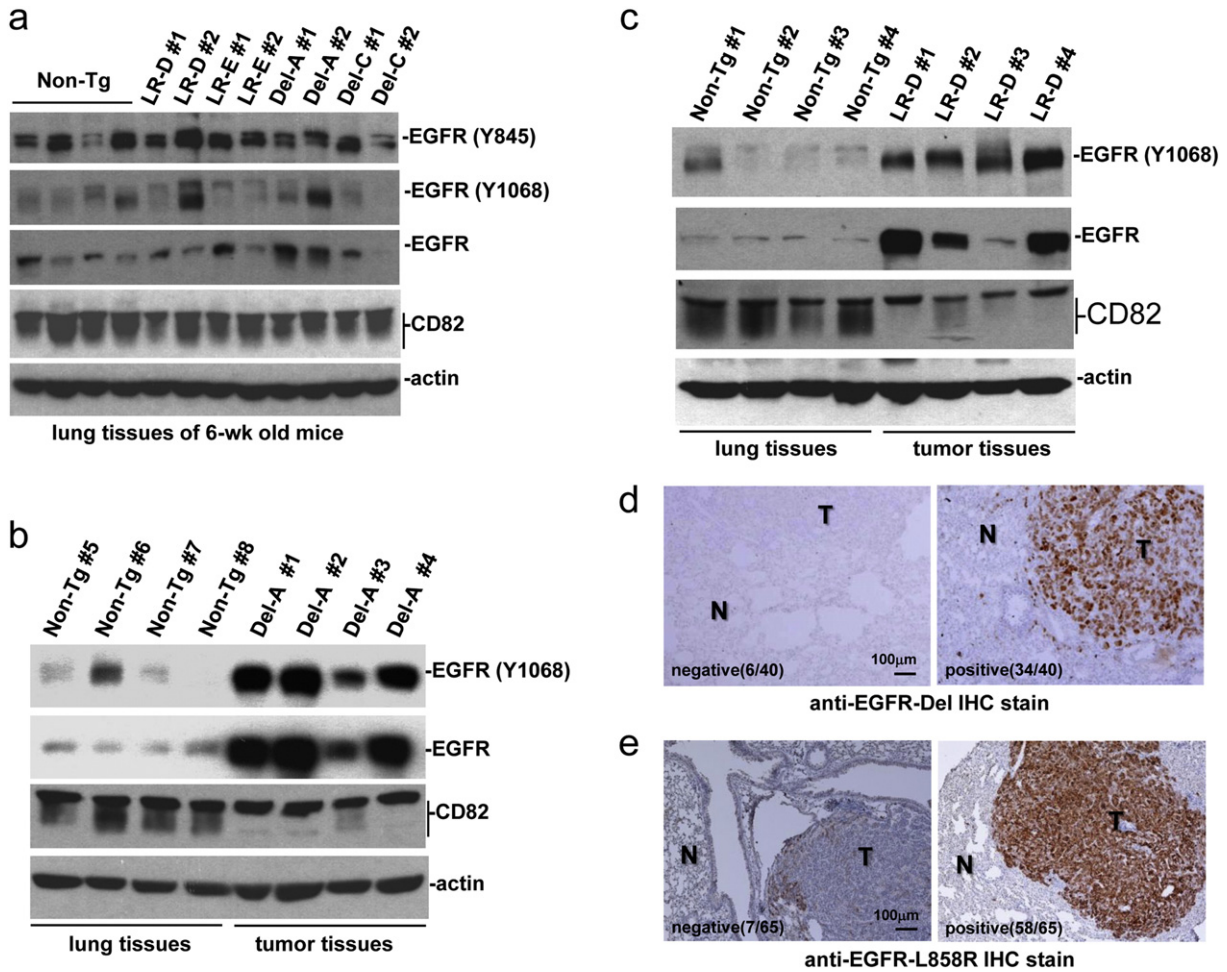 a
Non-Tg
LR-D #1
LR-D #2
LR-E #1
LR-E #2
Del-A #1
Del-A #2
Del-C #1
Del-C #2
-EGFR (Y845)
-EGFR (Y1068)
-EGFR
-CD82
-actin
lung tissues of 6-wk old mice
b
Non-Tg #5
Non-Tg #6
Non-Tg #7
Non-Tg #8
Del-A #1
Del-A #2
Del-A #3
Del-A #4
-EGFR (Y1068)
-EGFR
-CD82
-actin
lung tissues tumor tissues
c
Non-Tg #1
Non-Tg #2
Non-Tg #3
Non-Tg #4
LR-D #1
LR-D #2
LR-D #3
LR-D #4
-EGFR (Y1068)
-EGFR
-CD82
-actin
lung tissues tumor tissues
d
T
N
negative(6/40) 100μm
N
T
positive(34/40)
anti-EGFR-Del IHC stain
e
N
T
negative(7/65) 100μm
T
N
positive(58/65)
anti-EGFR-L858R IHC stain